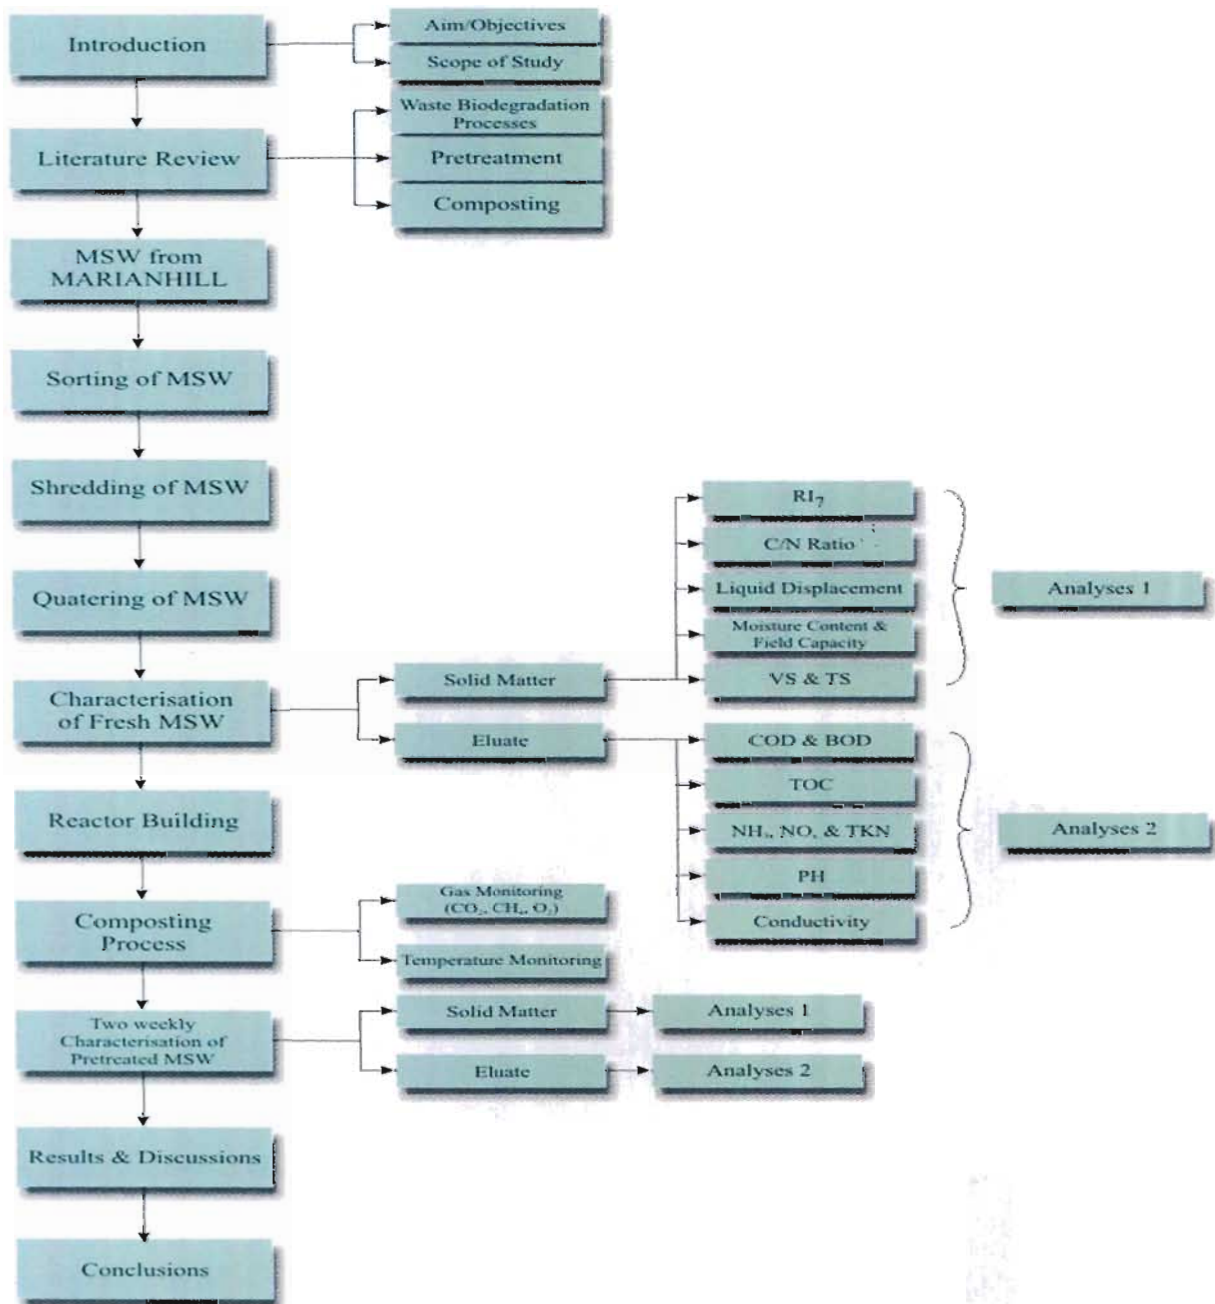 Introduction
Aim/Objectives
Scope of Study
Literature Review
Waste Biodegradation
Processes
Pretreatment
Composting
MSW from
MARIANHILL
Sorting of MSW
Shredding of MSW
Quatering of MSW
Characterisation
of Fresh MSW
Solid Matter
RI₇
C/N Ratio
Liquid Displacement
Moisture Content &
Field Capacity
VS & TS
Analyses 1
Eluate
COD & BOD
TOC
NH₃, NOₓ & TKN
PH
Conductivity
Analyses 2
Reactor Building
Composting
Process
Gas Monitoring
(CO₂, CH₄, O₂)
Temperature Monitoring
Two weekly
Characterisation of
Pretreated MSW
Solid Matter
Analyses 1
Eluate
Analyses 2
Results & Discussions
Conclusions